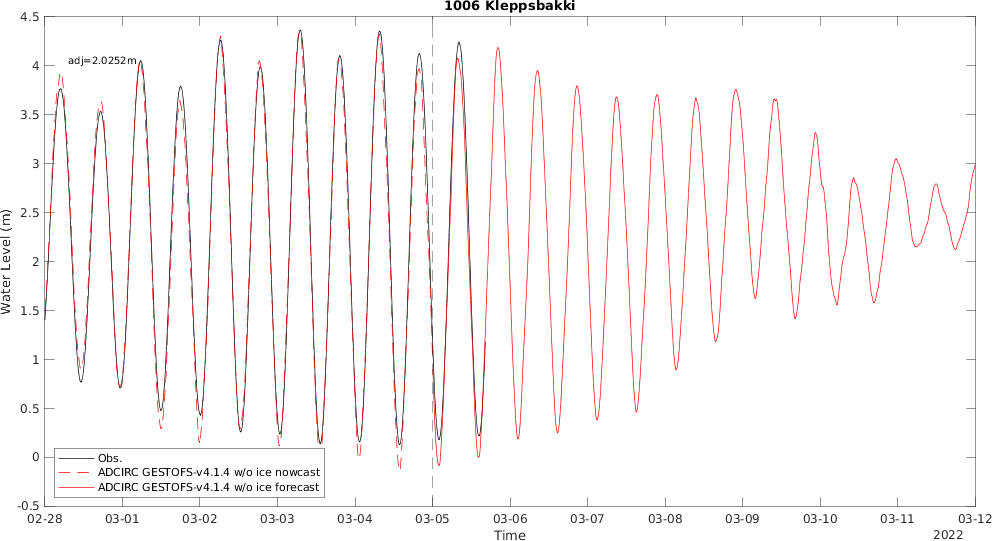 1006 Kleppsbakki
adj=2.0252m
Water Level (m)
4.5
4
3.5
3
2.5
2
1.5
1
0.5
0
-0.5
Obs.
ADCIRC GESTOFS-v4.1.4 w/o ice nowcast
ADCIRC GESTOFS-v4.1.4 w/o ice forecast
02-28 03-01 03-02 03-03 03-04 03-05 03-06 03-07 03-08 03-09 03-10 03-11 03-12
Time
2022